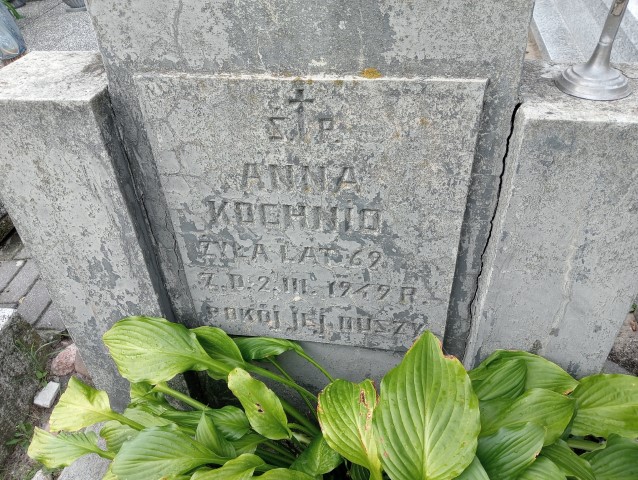 Ś. P.
ANNA
KOCHNIO
ŻYŁA LAT 69
Z. D. 2. III. 1949 R.
POKÓJ JEJ DUSZY